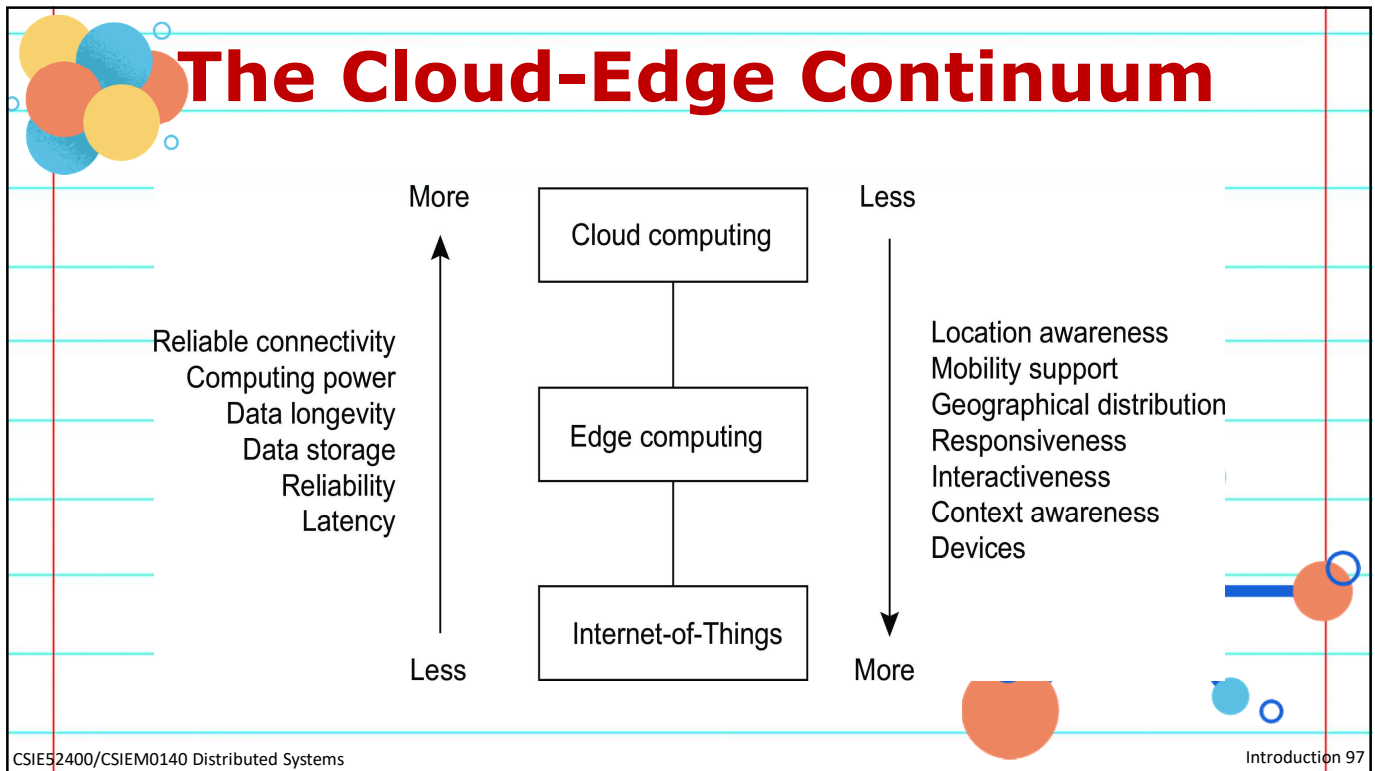 The Cloud-Edge Continuum
More
Less
Cloud computing
Reliable connectivity
Computing power
Data longevity
Data storage
Reliability
Latency
Edge computing
Location awareness
Mobility support
Geographical distribution
Responsiveness
Interactiveness
Context awareness
Devices
Internet-of-Things
Less
More
CSIE52400/CSIEM0140 Distributed Systems
Introduction 97